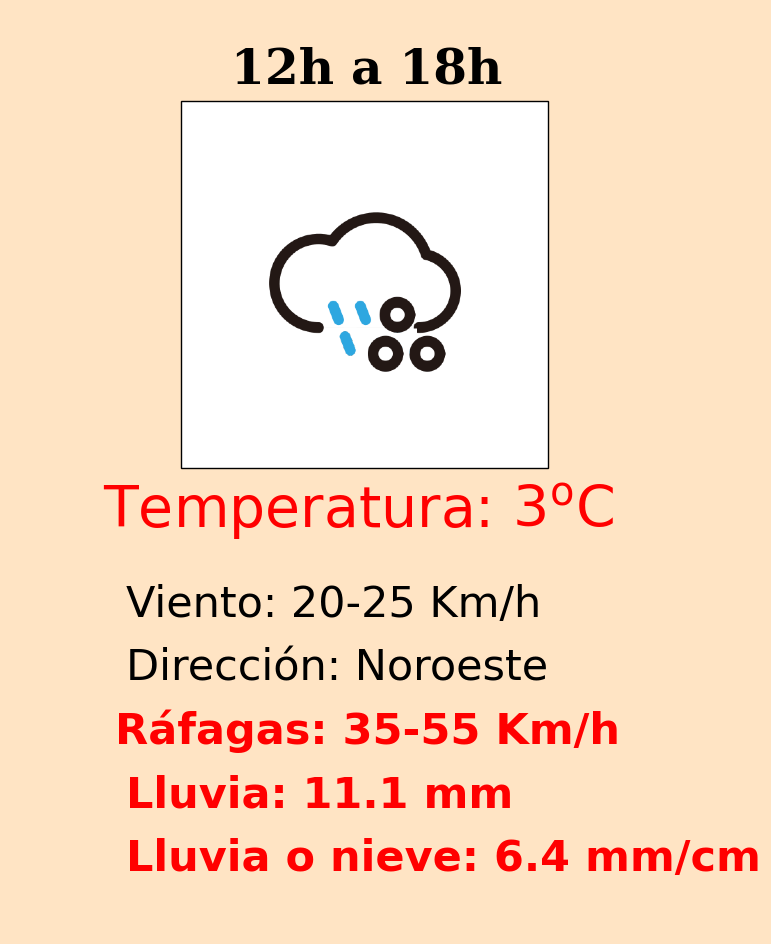 12h a 18h
Temperatura: 3ºC
Viento: 20-25 Km/h
Dirección: Noroeste
Ráfagas: 35-55 Km/h
Lluvia: 11.1 mm
Lluvia o nieve: 6.4 mm/cm